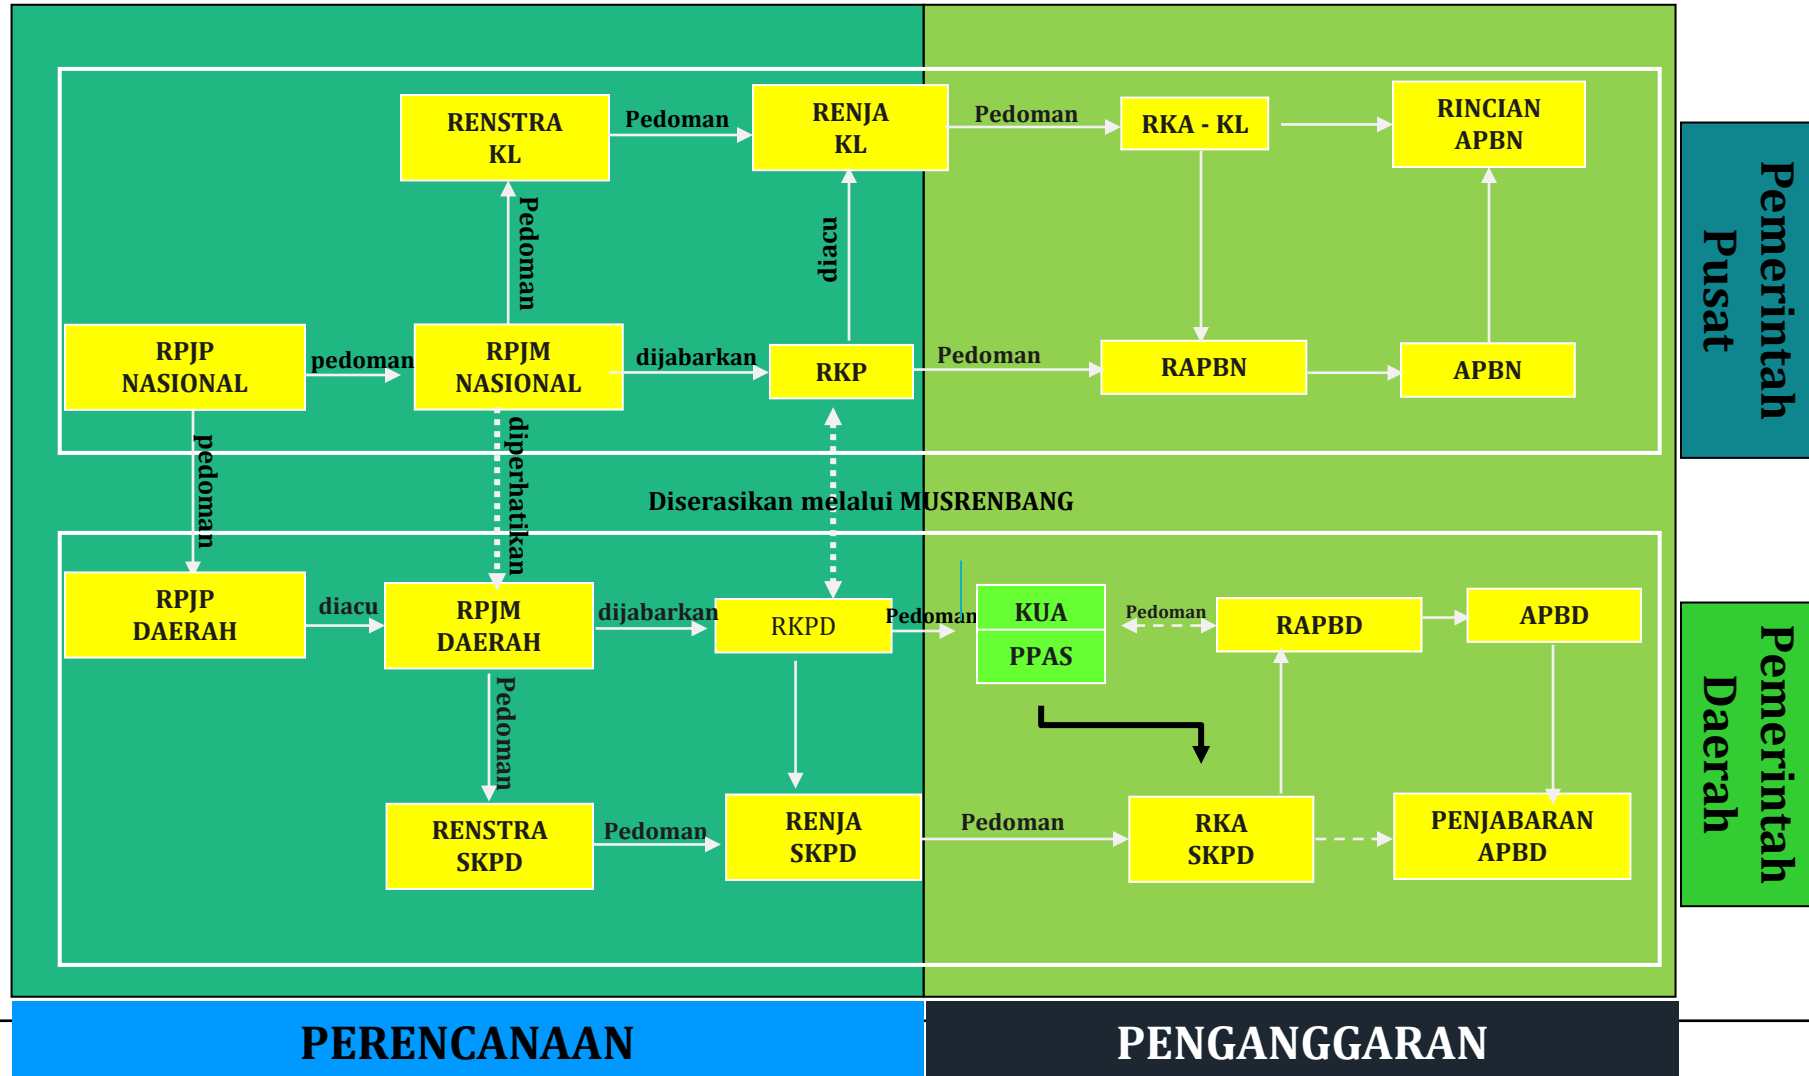 RENSTRA
KL
Pedoman
RENJA
KL
Pedoman
RKA - KL
RINCIAN
APBN
Pedoman
diacu
RPJP
NASIONAL
pedoman
RPJM
NASIONAL
dijabarkan
RKP
Pedoman
RAPBN
APBN
Pemerintah
Pusat
pedoman
diperhatikan
Diserasikan melalui MUSRENBANG
RPJP
DAERAH
diacu
RPJM
DAERAH
dijabarkan
RKPD
Pedoman
KUA
PPAS
Pedoman
RAPBD
APBD
Pedoman
RENSTRA
SKPD
Pedoman
RENJA
SKPD
Pedoman
RKA
SKPD
PENJABARAN
APBD
Pemerintah
Daerah
PERENCANAAN
PENGANGGARAN